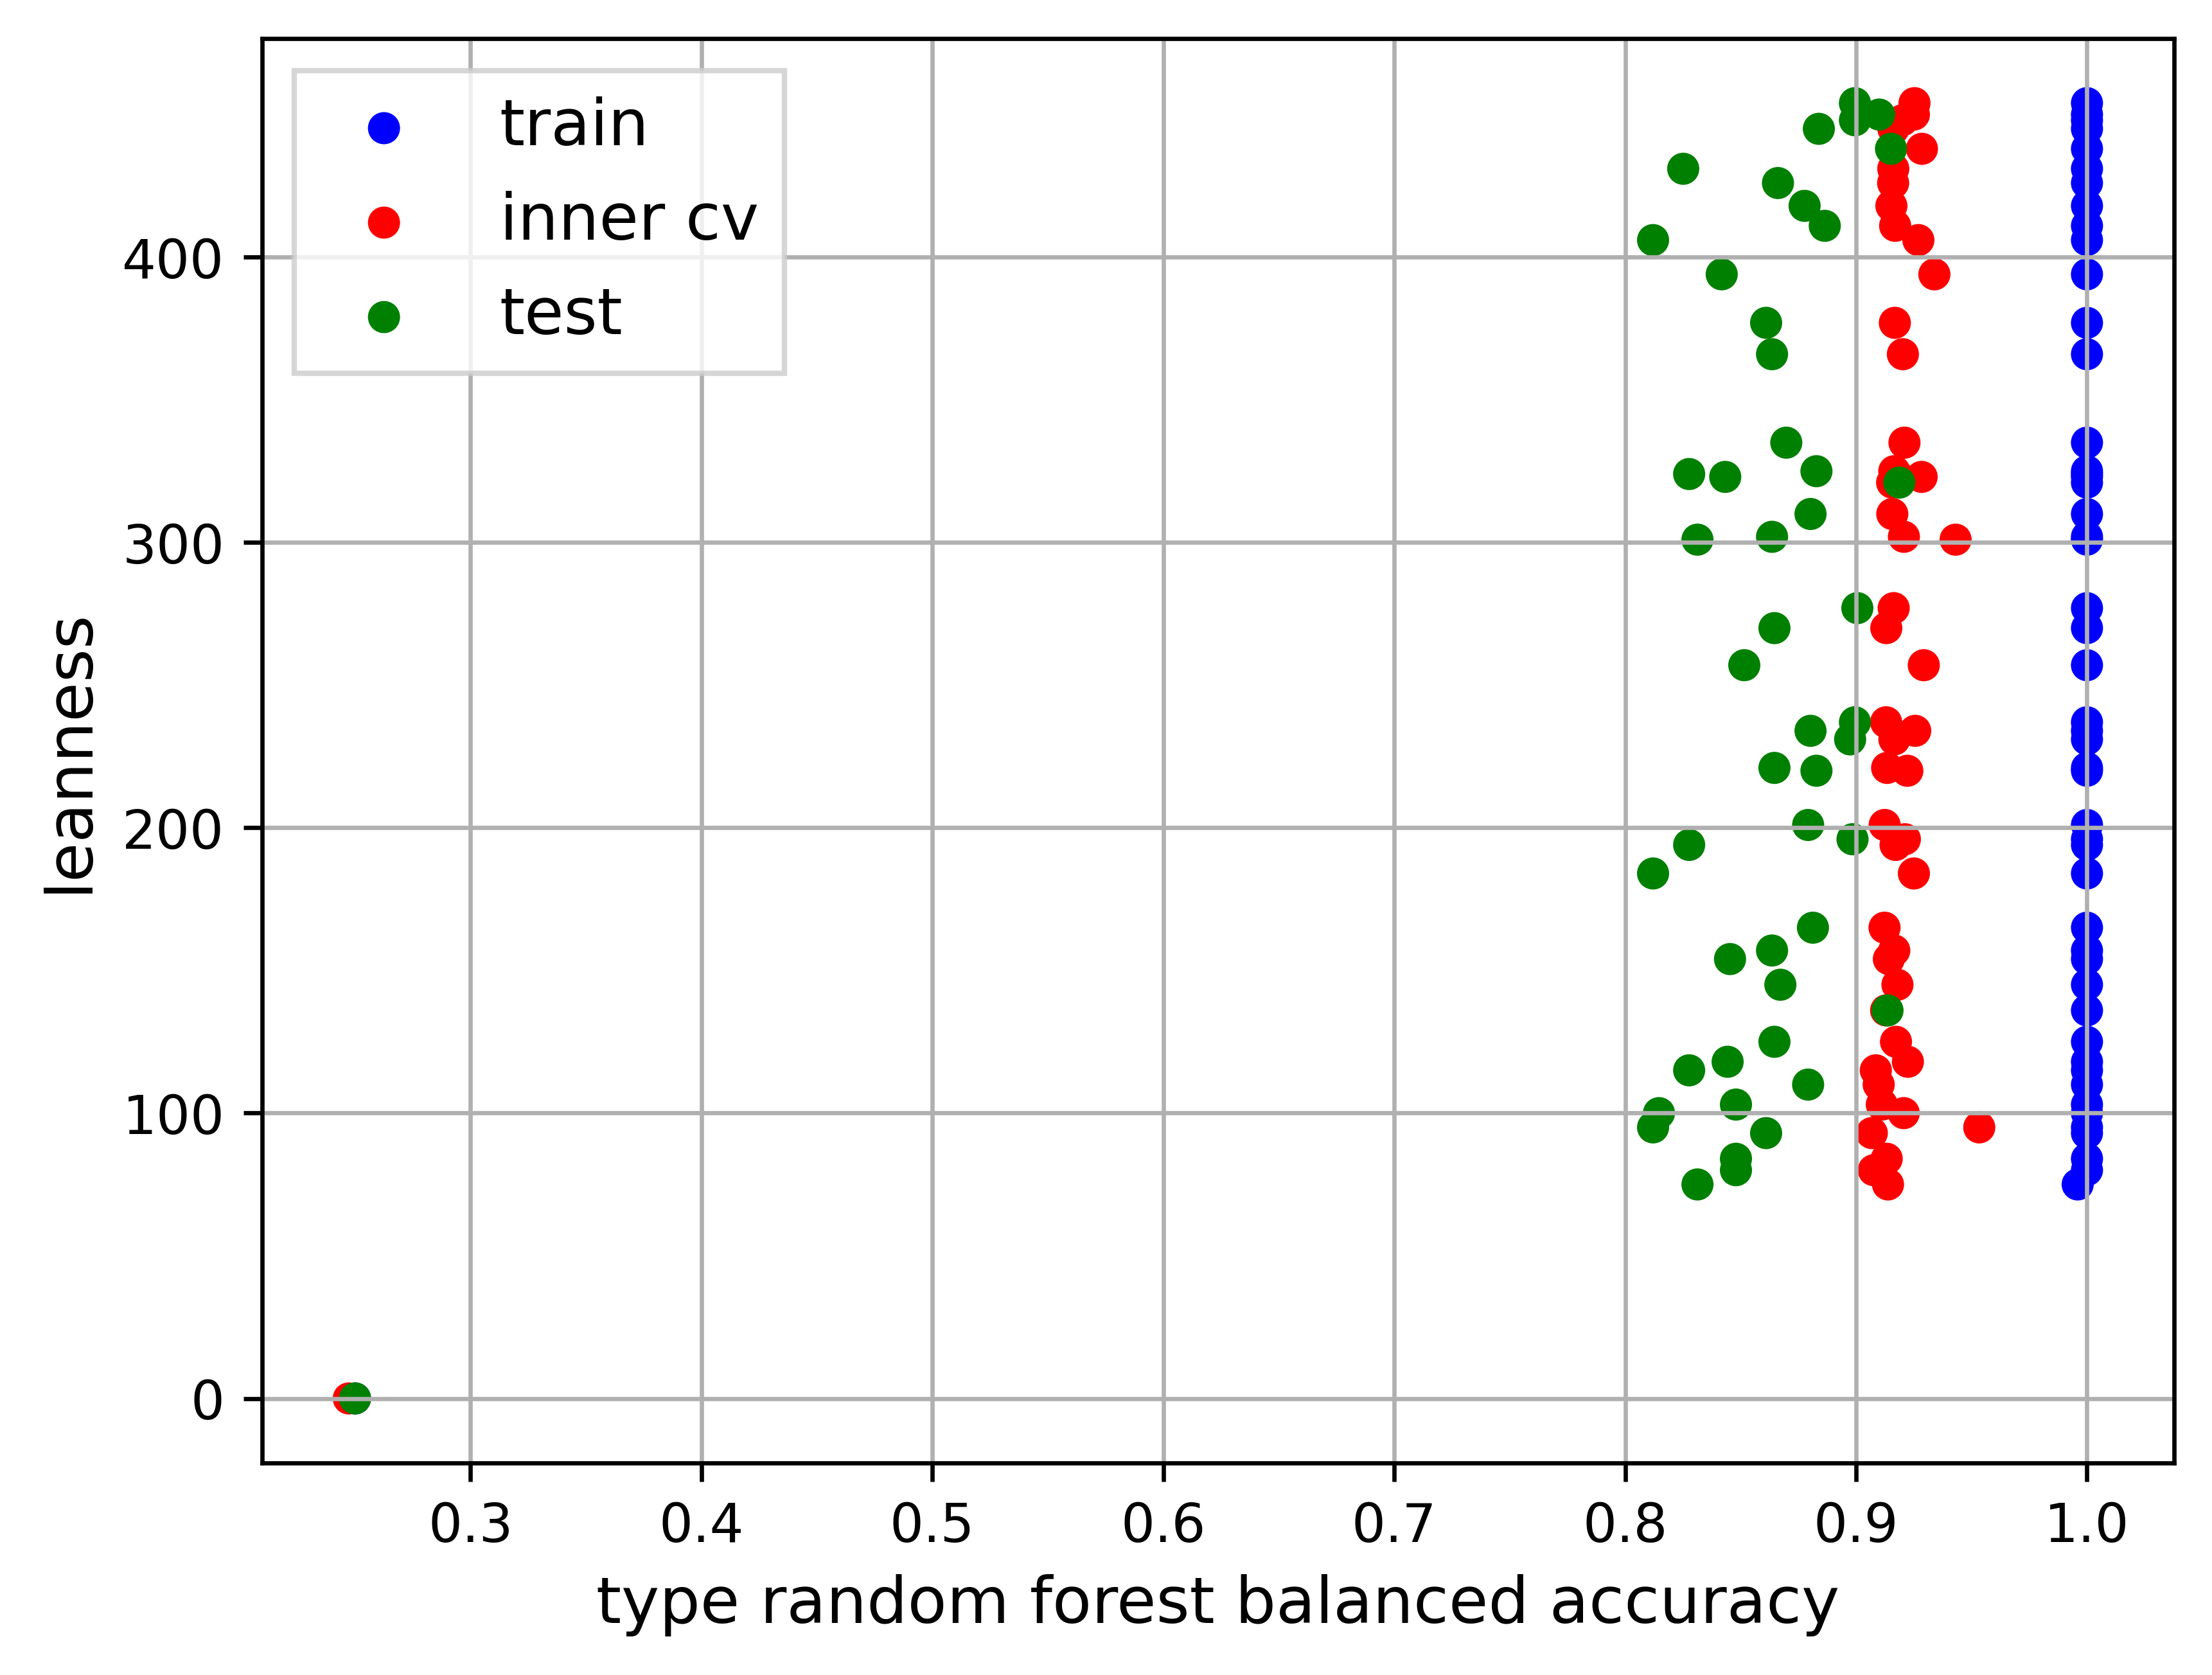 train
inner cv
test
400
300
200
100
0
leanness
0.3 0.4 0.5 0.6 0.7 0.8 0.9 1.0
type random forest balanced accuracy